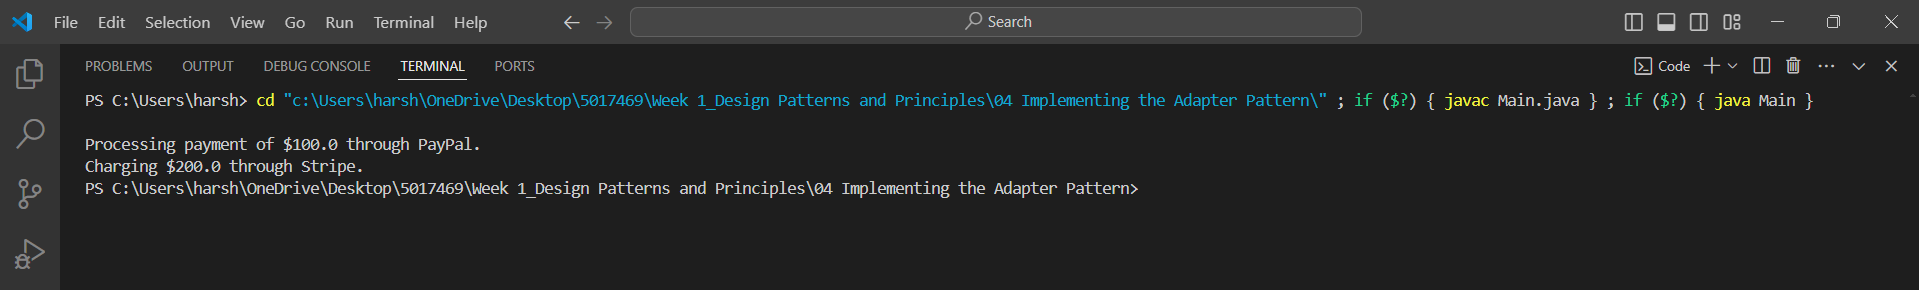 File Edit Selection View Go Run Terminal Help Search
PROBLEMS OUTPUT DEBUG CONSOLE TERMINAL PORTS Code
PS C:\Users\harsh> cd "c:\Users\harsh\OneDrive\Desktop\5017469\Week 1_Design Patterns and Principles\04 Implementing the Adapter Pattern\" ; if ($?) { javac Main.java } ; if ($?) { java Main }
Processing payment of $100.0 through PayPal.
Charging $200.0 through Stripe.
PS C:\Users\harsh\OneDrive\Desktop\5017469\Week 1_Design Patterns and Principles\04 Implementing the Adapter Pattern>